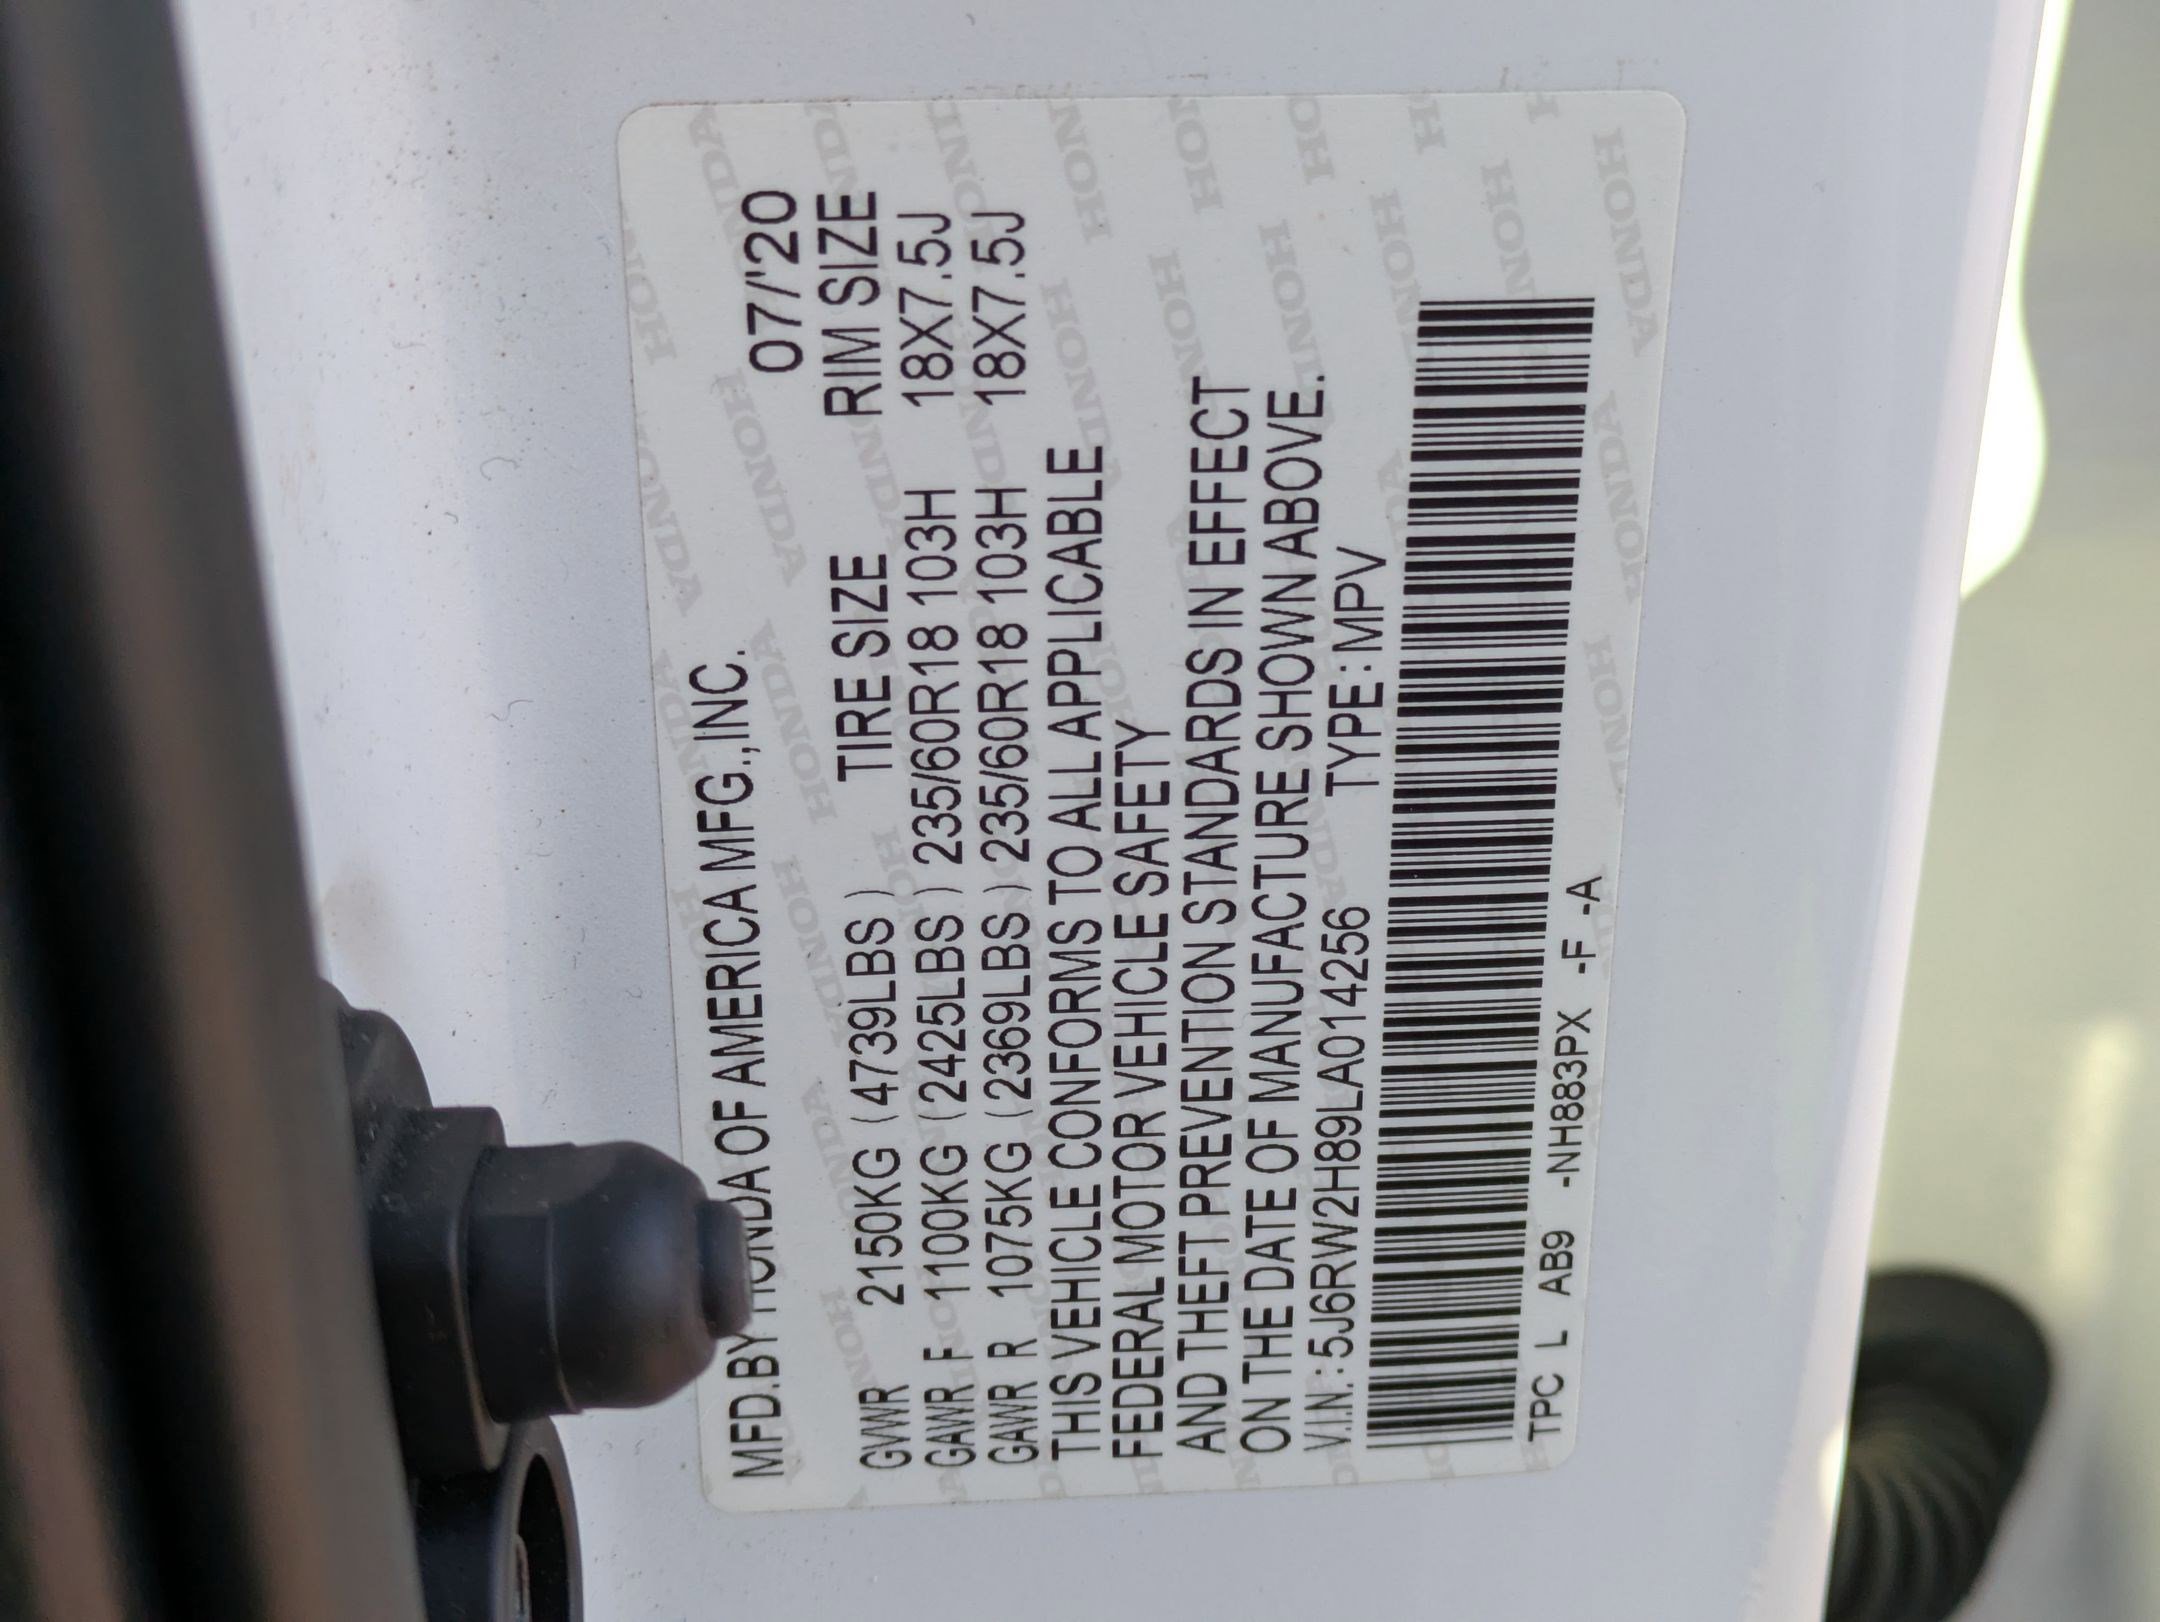 MFD.BY HONDA OF AMERICA MFG.,INC.
07/'20
TIRE SIZE RIM SIZE
GVWR 2150KG (4739LBS)
GAWR F 1100KG (2425LBS) 235/60R18 103H 18X7.5J
GAWR R 1075KG (2369LBS) 235/60R18 103H 18X7.5J
THIS VEHICLE CONFORMS TO ALL APPLICABLE
FEDERAL MOTOR VEHICLE SAFETY
AND THEFT PREVENTION STANDARDS IN EFFECT
ON THE DATE OF MANUFACTURE SHOWN ABOVE.
V.I.N.:5J6RW2H89LA014256 TYPE:MPV
TPC L AB9 -NH883PX -F -A